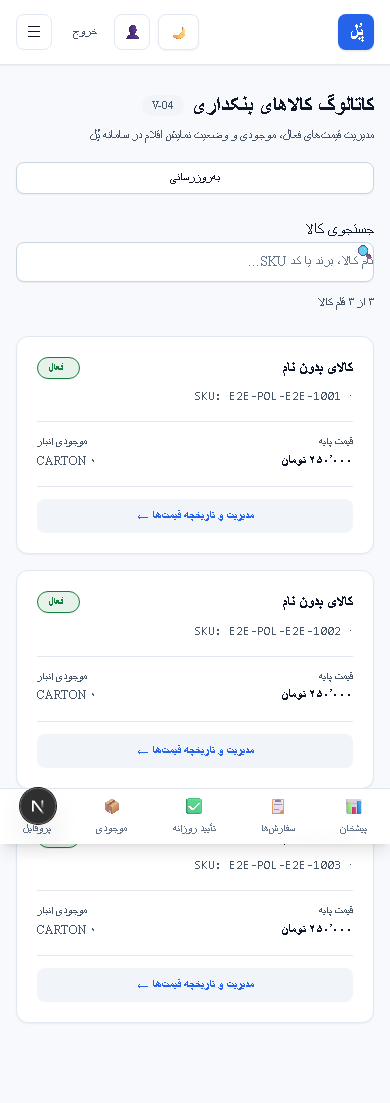 پُل
خروج
کاتالوگ کالاهای بنکداری V-04
مدیریت قیمت‌های فعال، موجودی و وضعیت نمایش اقلام در سامانه پُل
به‌روزرسانی
جستجوی کالا
نام کالا، برند یا کد SKU...
۳ از ۳ قلم کالا
کالای بدون نام
فعال
SKU: E2E-POL-E2E-1001 ·
قیمت پایه
موجودی انبار
۲۵۰٬۰۰۰ تومان
۰ CARTON
مدیریت و تاریخچه قیمت‌ها ←
کالای بدون نام
فعال
SKU: E2E-POL-E2E-1002 ·
قیمت پایه
موجودی انبار
۲۵۰٬۰۰۰ تومان
۰ CARTON
مدیریت و تاریخچه قیمت‌ها ←
پیشخان
سفارش‌ها
تأیید روزانه
موجودی
پروفایل
N
SKU: E2E-POL-E2E-1003 ·
قیمت پایه
موجودی انبار
۲۵۰٬۰۰۰ تومان
۰ CARTON
مدیریت و تاریخچه قیمت‌ها ←